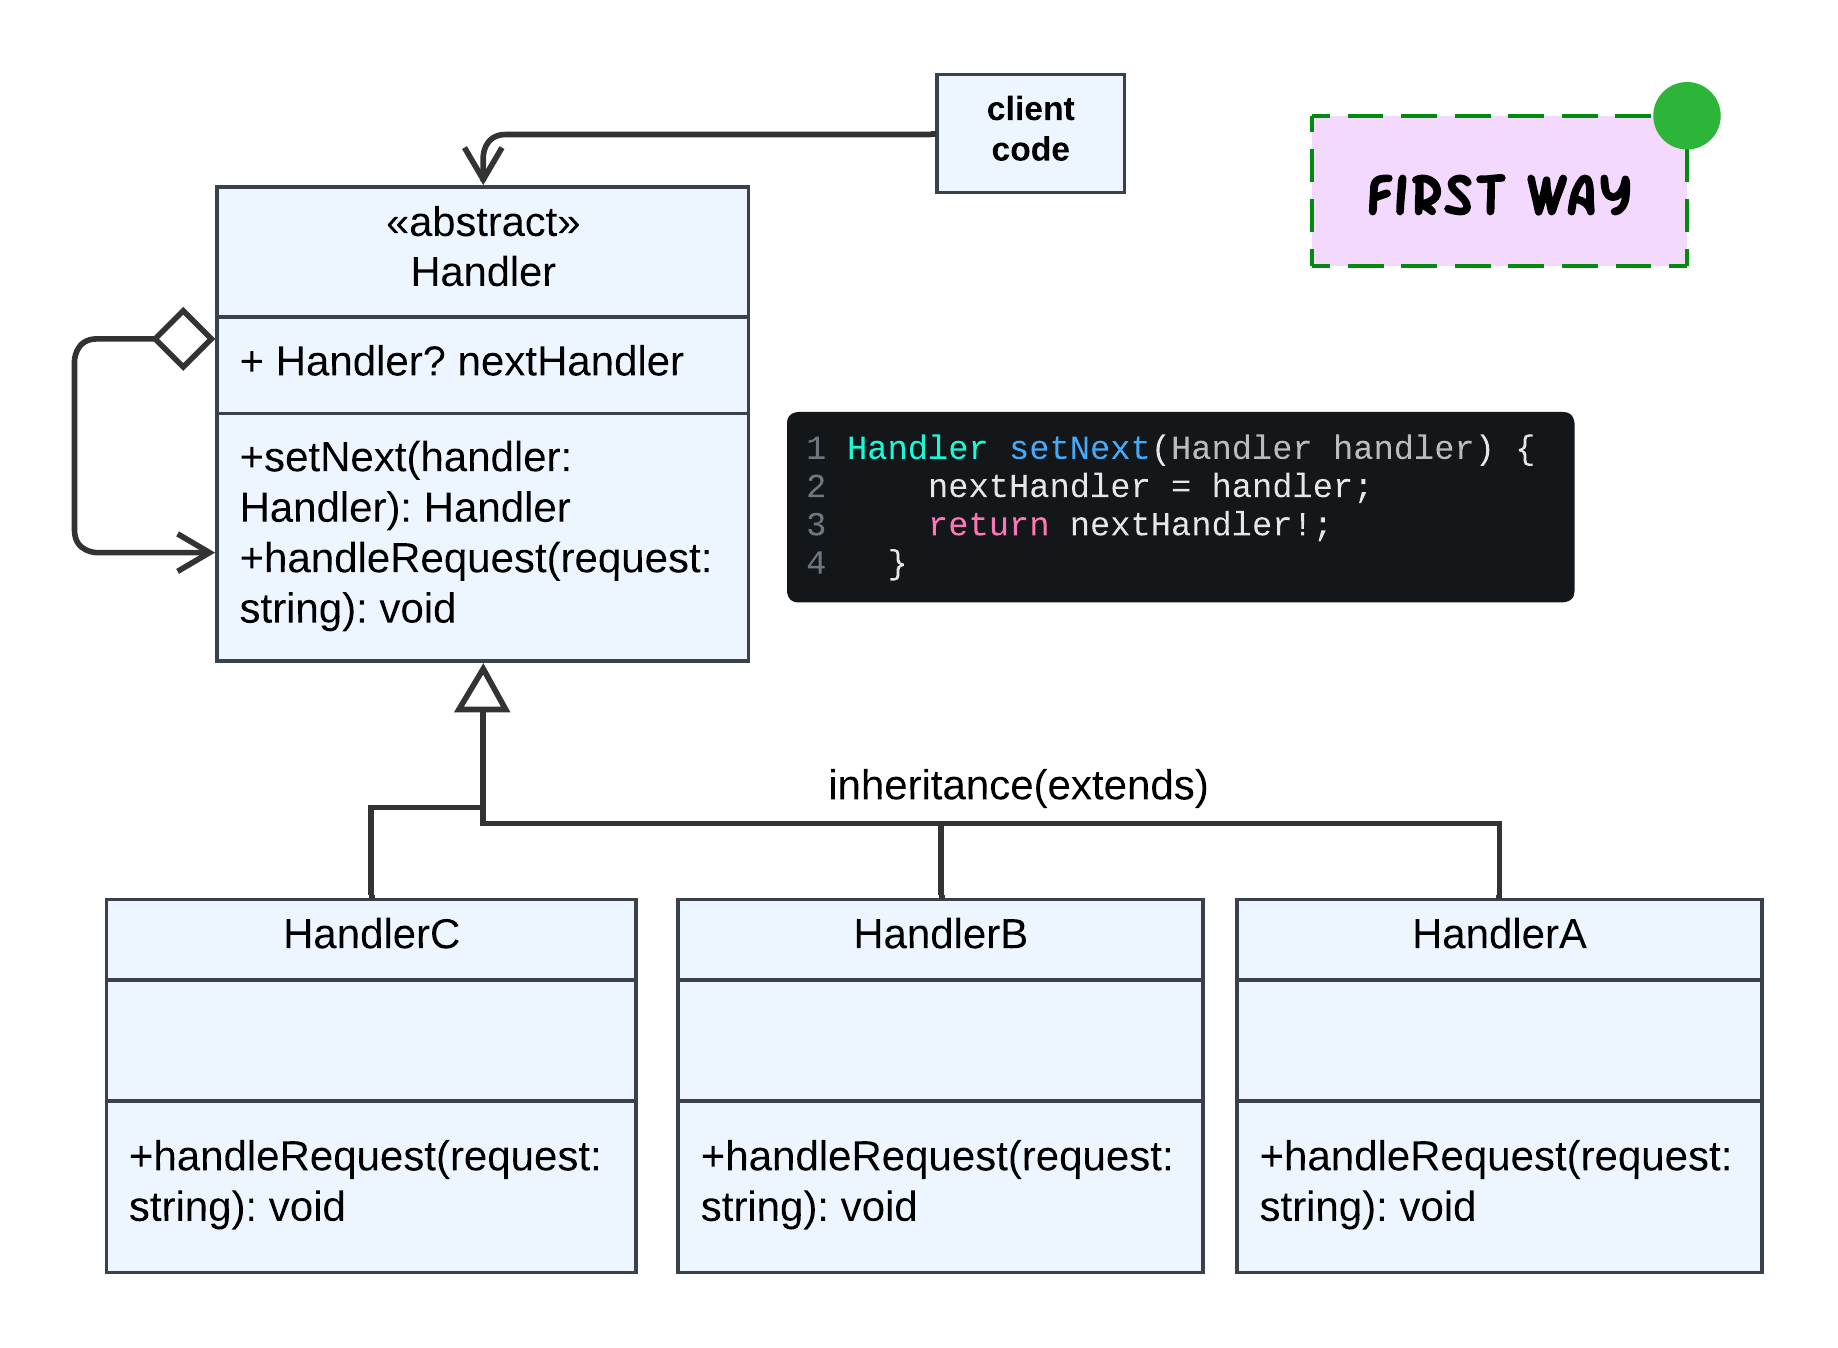 client
code
FIRST WAY
«abstract»
Handler
+ Handler? nextHandler
+setNext(handler:
Handler): Handler
+handleRequest(request:
string): void
1 Handler setNext(Handler handler) {
2     nextHandler = handler;
3     return nextHandler!;
4   }
inheritance(extends)
HandlerC
+handleRequest(request:
string): void
HandlerB
+handleRequest(request:
string): void
HandlerA
+handleRequest(request:
string): void